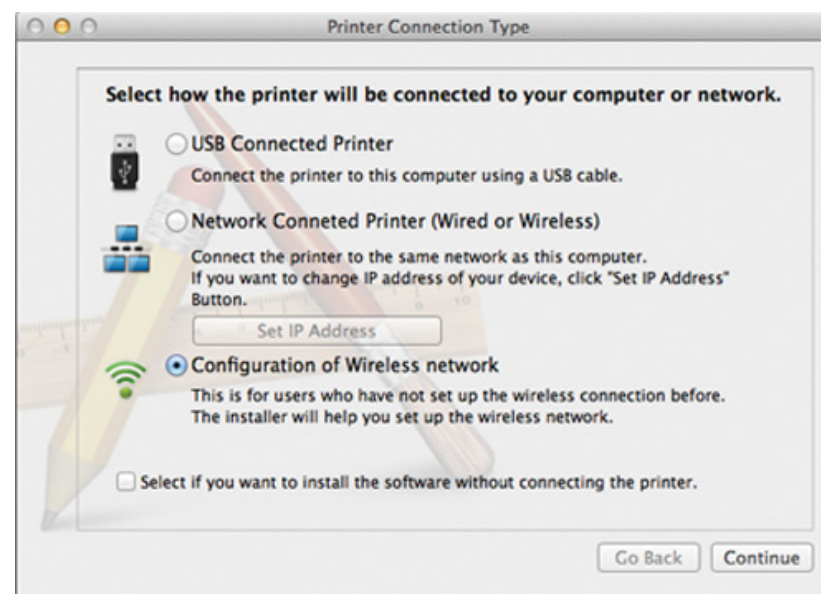 Printer Connection Type
Select how the printer will be connected to your computer or network.
USB Connected Printer
Connect the printer to this computer using a USB cable.
Network Conneted Printer (Wired or Wireless)
Connect the printer to the same network as this computer.
If you want to change IP address of your device, click "Set IP Address"
Button.
Set IP Address
Configuration of Wireless network
This is for users who have not set up the wireless connection before.
The installer will help you set up the wireless network.
Select if you want to install the software without connecting the printer.
Go Back Continue